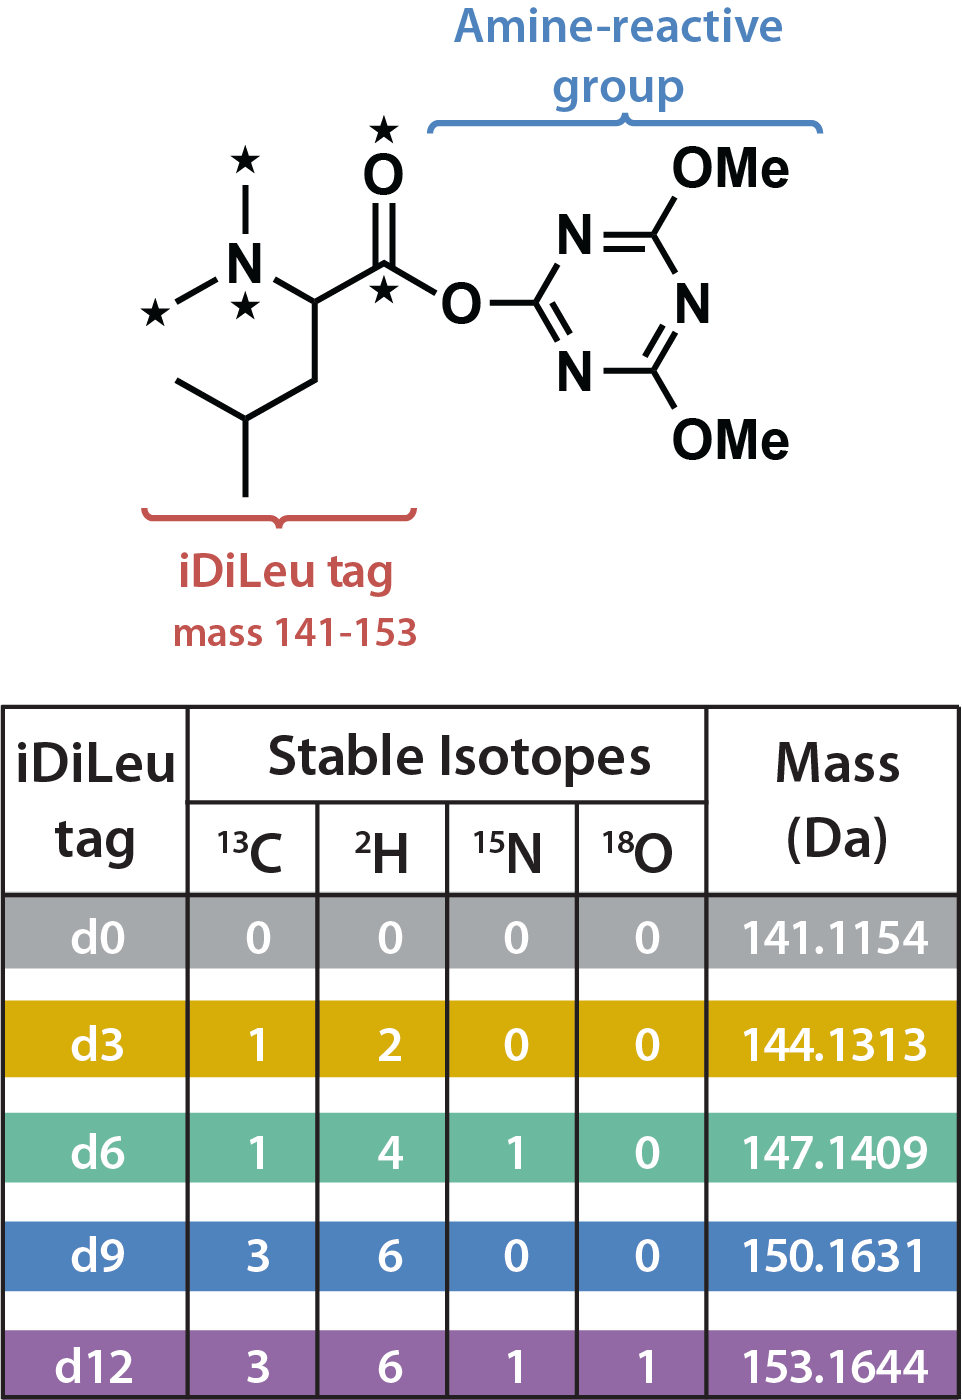 Amine-reactive
group
★
O
OMe
★
N
N
★
★
★
O
N
N
OMe
iDiLeu tag
mass 141-153
iDiLeu tag
Stable Isotopes
Mass (Da)
¹³C ²H ¹⁵N ¹⁸O
d0 0 0 0 0 141.1154
d3 1 2 0 0 144.1313
d6 1 4 1 0 147.1409
d9 3 6 0 0 150.1631
d12 3 6 1 1 153.1644